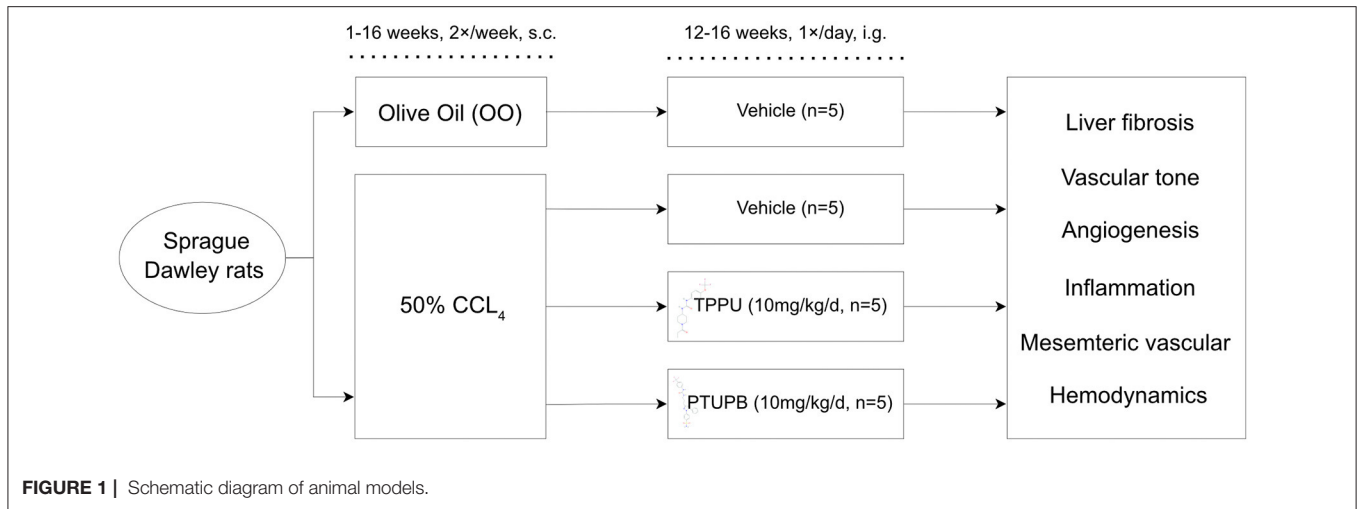 1-16 weeks, 2×/week, s.c.
12-16 weeks, 1×/day, i.g.
Sprague
Dawley rats
Olive Oil (OO)
50% CCL₄
Vehicle (n=5)
Vehicle (n=5)
TPPU (10mg/kg/d, n=5)
PTUPB (10mg/kg/d, n=5)
Liver fibrosis
Vascular tone
Angiogenesis
Inflammation
Mesemteric vascular
Hemodynamics
FIGURE 1 | Schematic diagram of animal models.